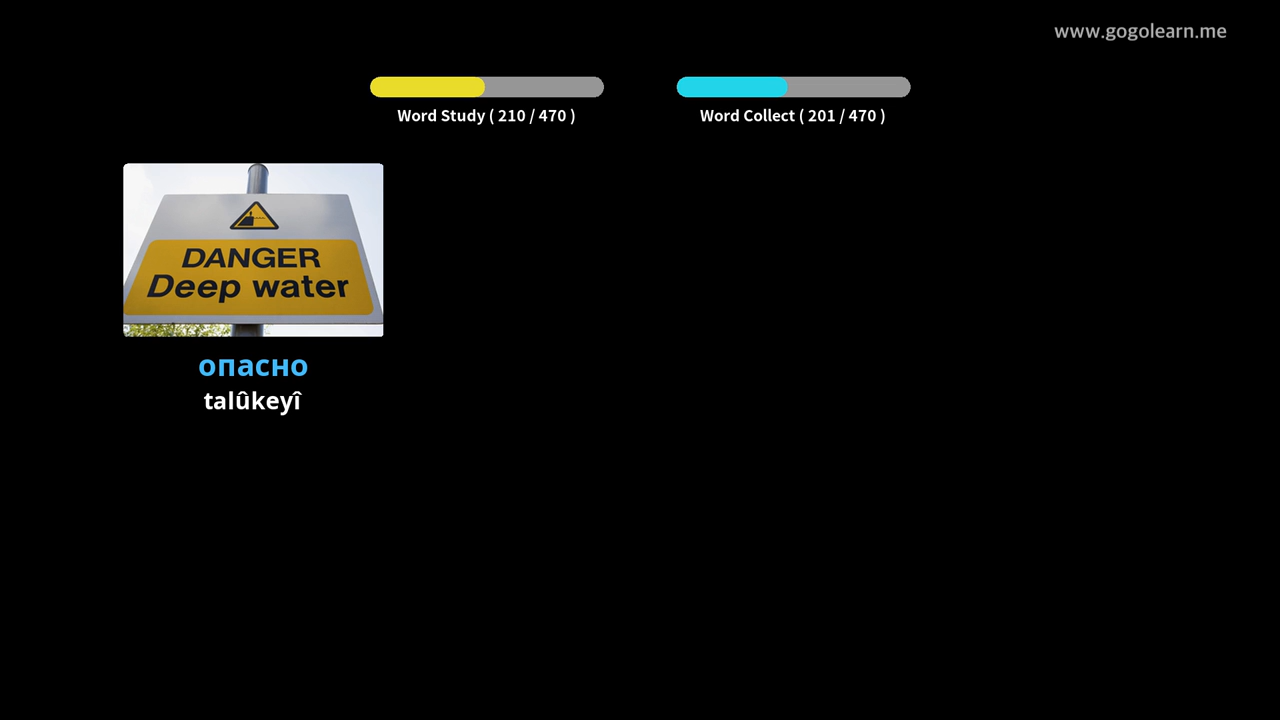 www.gogolearn.me
Word Study ( 210 / 470 )
Word Collect ( 201 / 470 )
DANGER
Deep water
опасно
talûkeyî